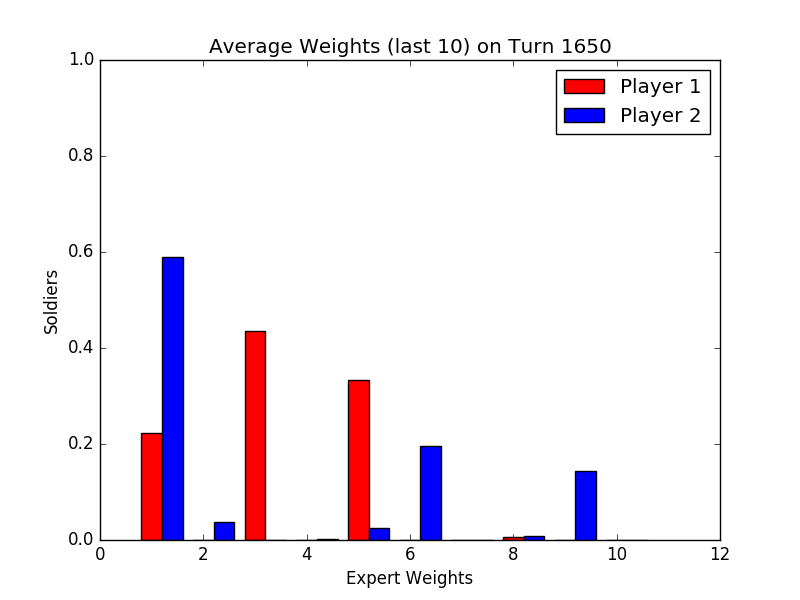 Average Weights (last 10) on Turn 1650
1.0
0.8
0.6
0.4
0.2
0.0
Soldiers
Player 1
Player 2
0 2 4 6 8 10 12
Expert Weights